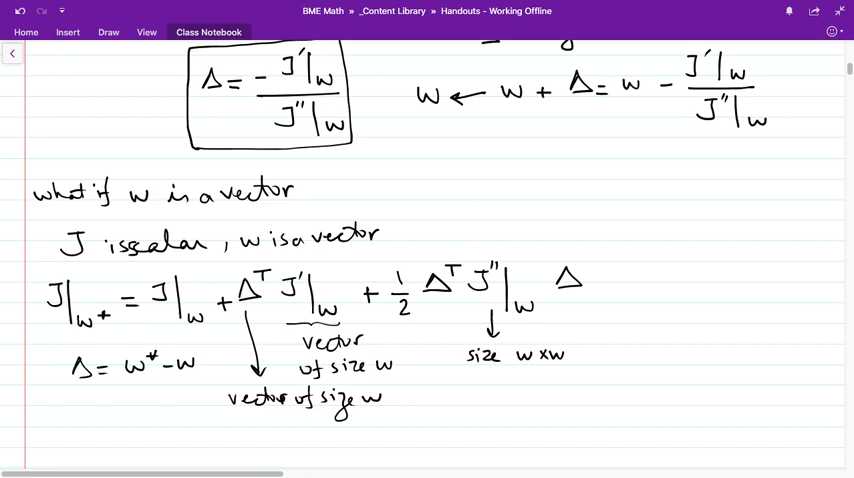 BME Math » _Content Library » Handouts - Working Offline
Home Insert Draw View Class Notebook
Δ = - J'|w / J''|w
w ← w + Δ = w - J'|w / J''|w
what if w is a vector
J is scalar, w is a vector
J|w* = J|w + Δ^T J'|w + 1/2 Δ^T J''|w Δ
Δ = w* - w
vector
of size w
size w x w
vector of size w